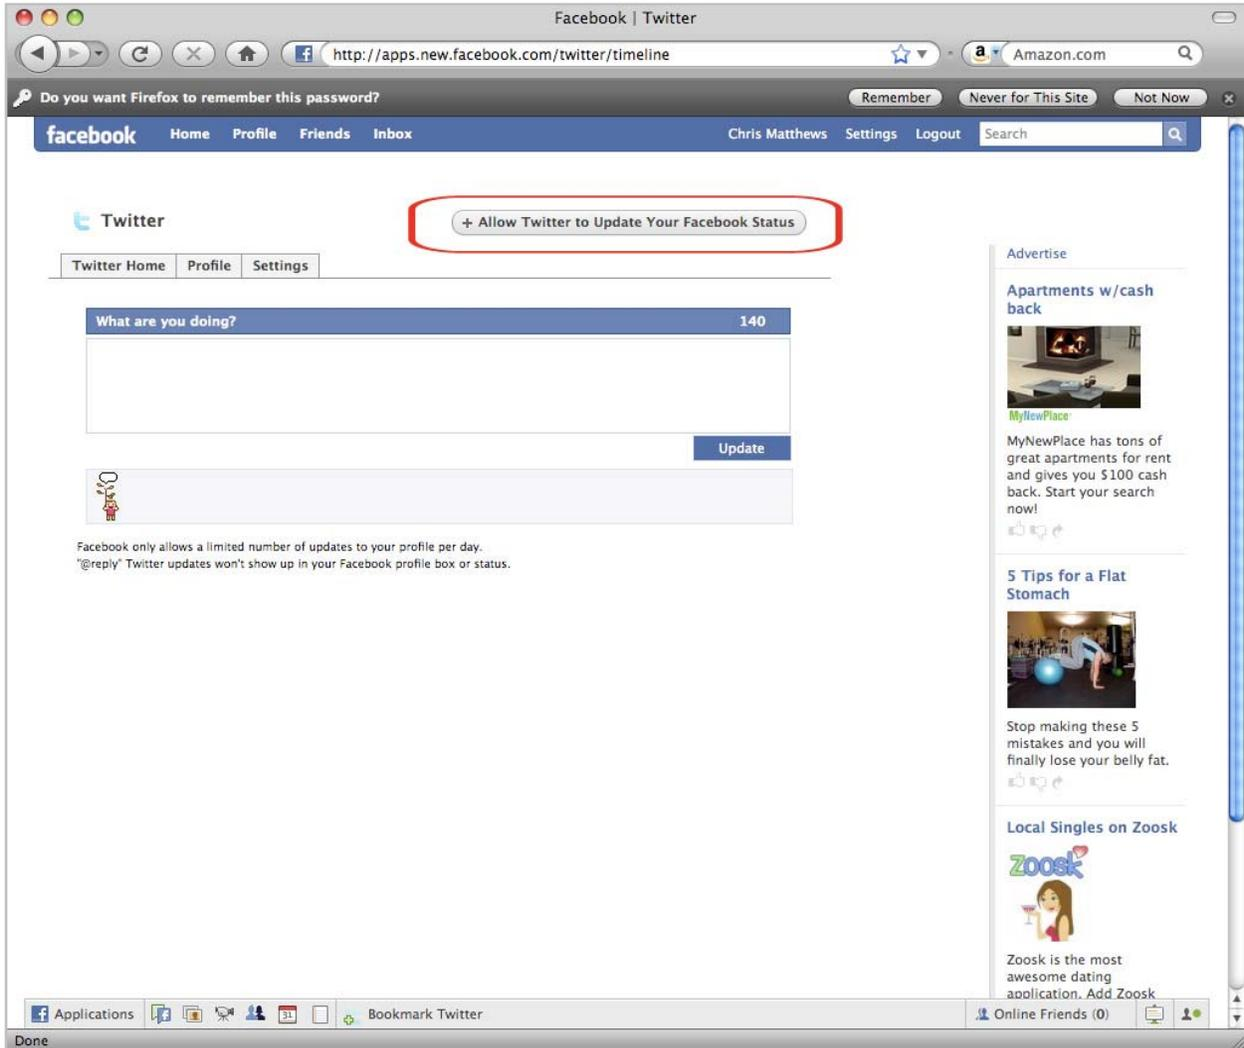 Facebook | Twitter
http://apps.new.facebook.com/twitter/timeline
a Amazon.com
Do you want Firefox to remember this password? Remember Never for This Site Not Now
facebook Home Profile Friends Inbox Chris Matthews Settings Logout Search
Twitter
+ Allow Twitter to Update Your Facebook Status
Twitter Home Profile Settings
What are you doing? 140
Update
Facebook only allows a limited number of updates to your profile per day.
"@reply" Twitter updates won't show up in your Facebook profile box or status.
Advertise
Apartments w/cash
back
MyNewPlace
MyNewPlace has tons of
great apartments for rent
and gives you $100 cash
back. Start your search
now!
5 Tips for a Flat
Stomach
Stop making these 5
mistakes and you will
finally lose your belly fat.
Local Singles on Zoosk
Zoosk
Zoosk is the most
awesome dating
application. Add Zoosk
Applications 31 Bookmark Twitter Online Friends (0)
Done